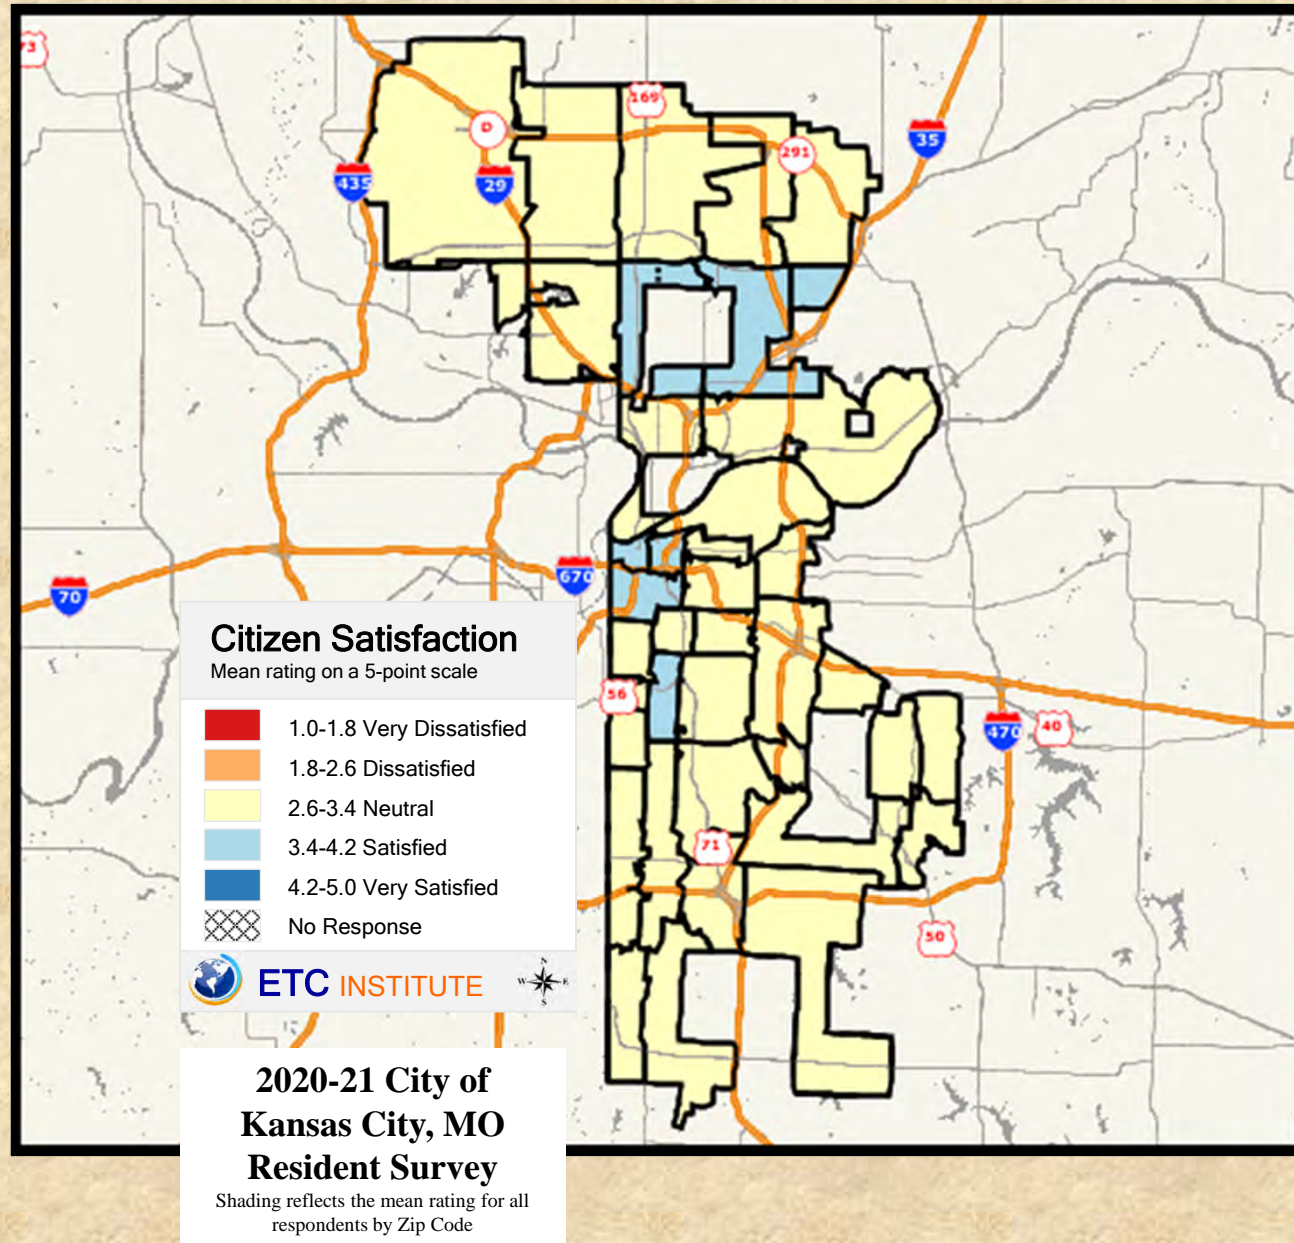 73
169
D
291
35
435
29
70
670
56
470
40
71
50
Citizen Satisfaction
Mean rating on a 5-point scale
1.0-1.8 Very Dissatisfied
1.8-2.6 Dissatisfied
2.6-3.4 Neutral
3.4-4.2 Satisfied
4.2-5.0 Very Satisfied
No Response
ETC INSTITUTE
N
W E
S
2020-21 City of
Kansas City, MO
Resident Survey
Shading reflects the mean rating for all
respondents by Zip Code